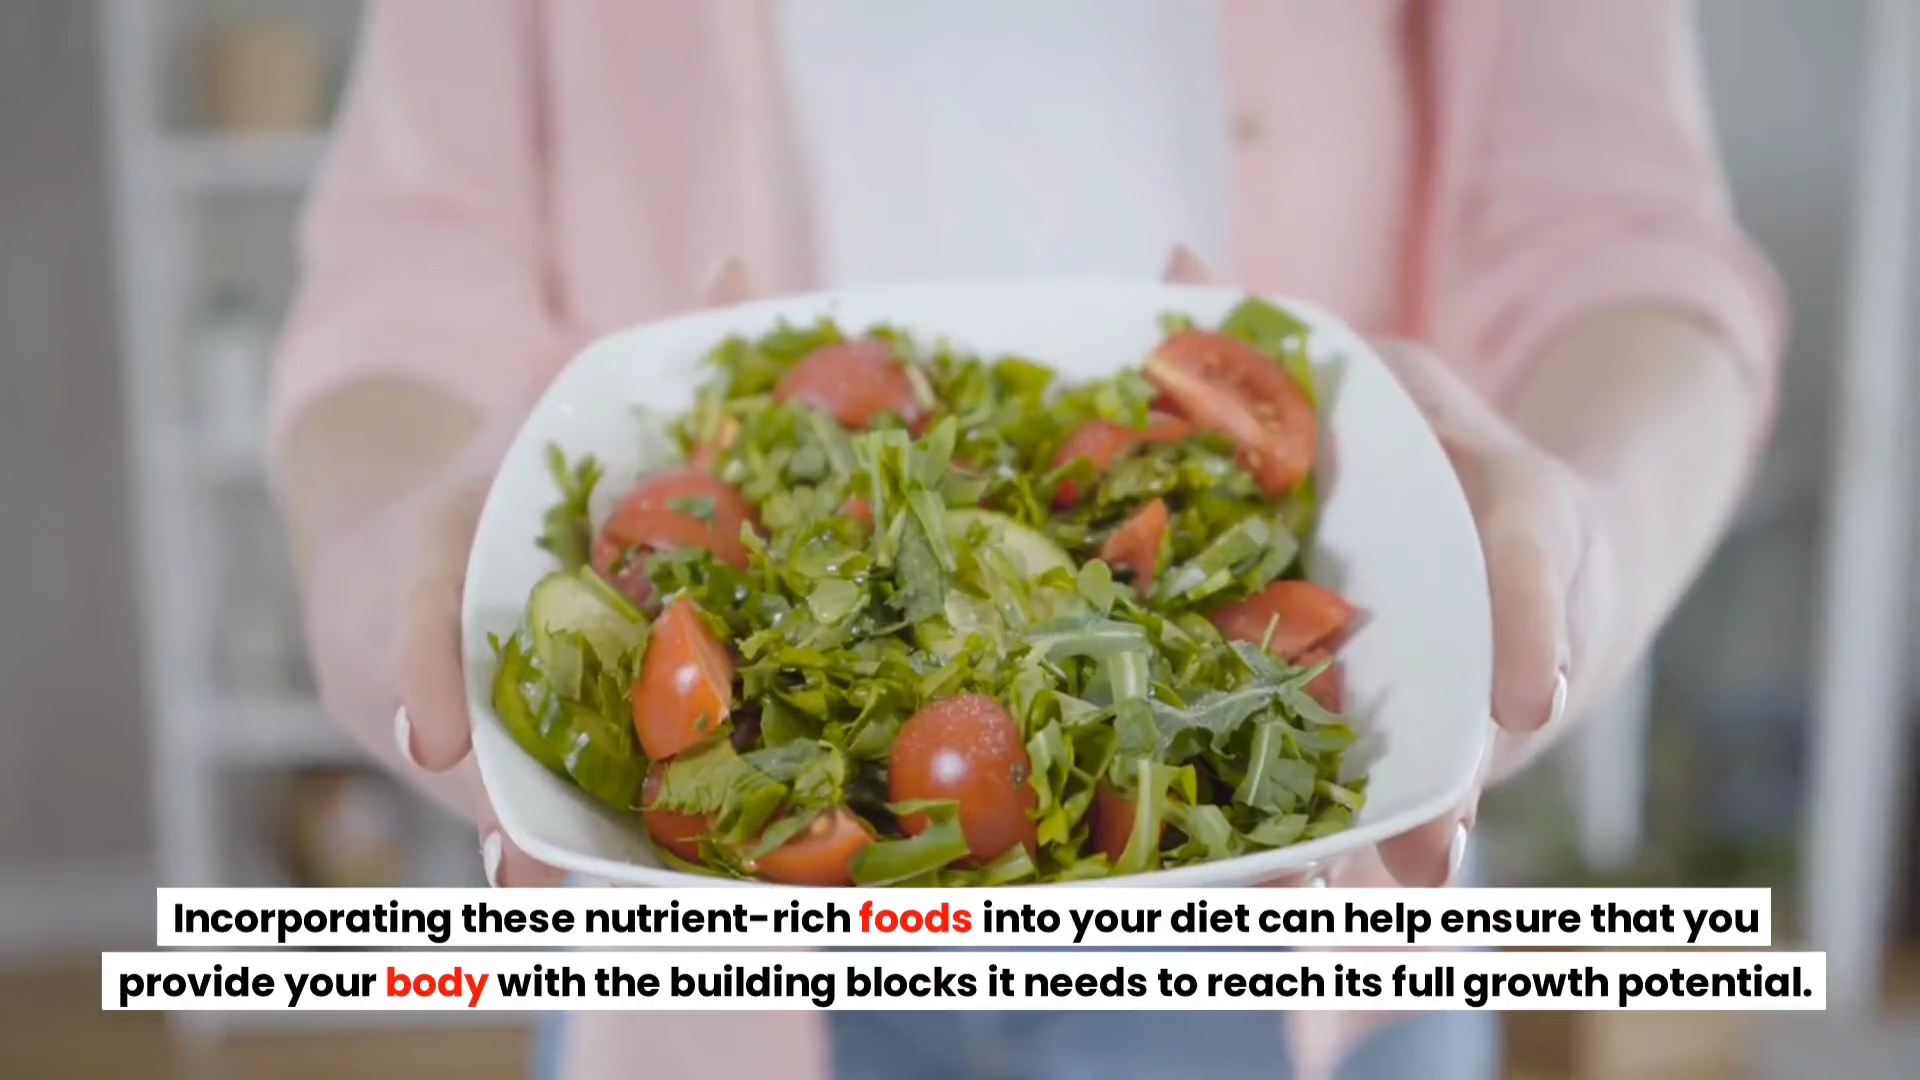 Incorporating these nutrient-rich foods into your diet can help ensure that you
provide your body with the building blocks it needs to reach its full growth potential.